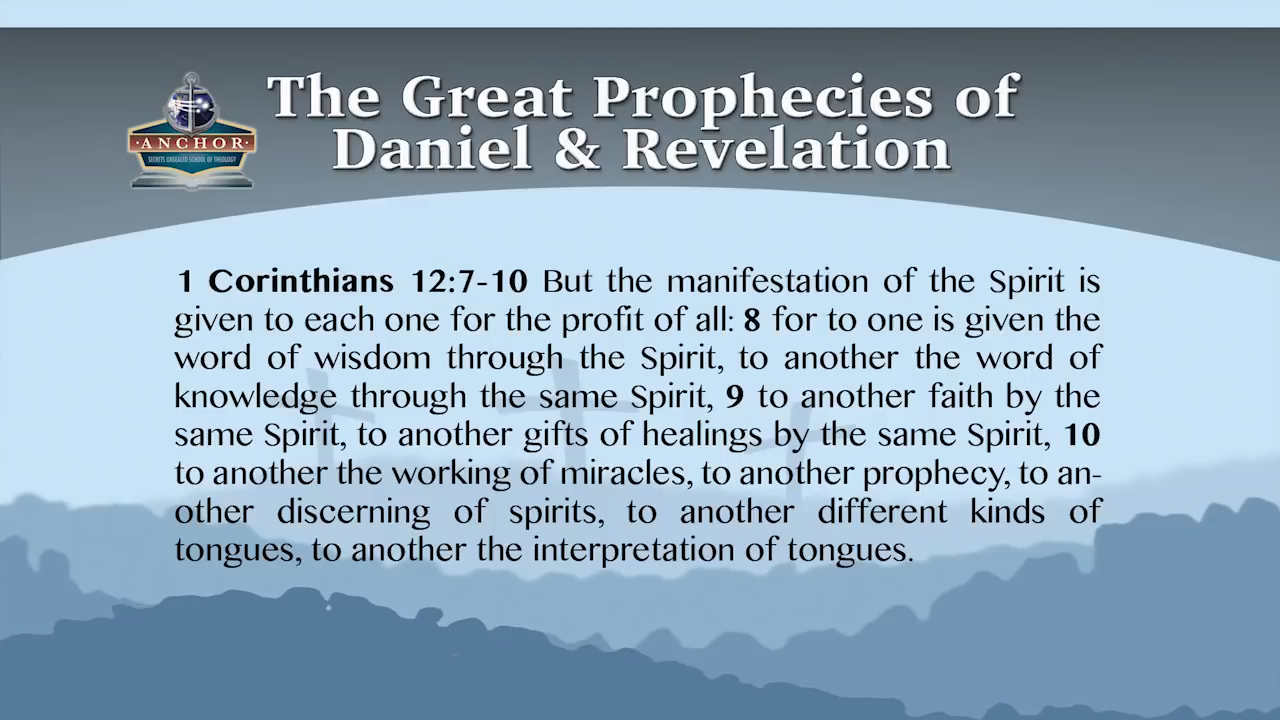 The Great Prophecies of
Daniel & Revelation
·ANCHOR·
SECRETS UNSEALED SCHOOL OF THEOLOGY
1 Corinthians 12:7-10 But the manifestation of the Spirit is
given to each one for the profit of all: 8 for to one is given the
word of wisdom through the Spirit, to another the word of
knowledge through the same Spirit, 9 to another faith by the
same Spirit, to another gifts of healings by the same Spirit, 10
to another the working of miracles, to another prophecy, to an-
other discerning of spirits, to another different kinds of
tongues, to another the interpretation of tongues.